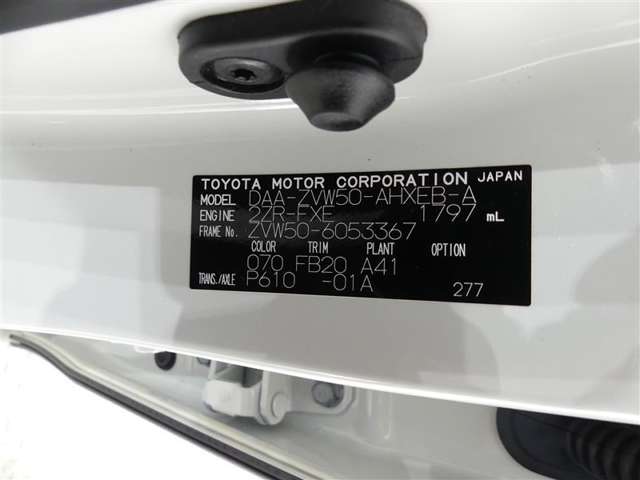 TOYOTA MOTOR CORPORATION JAPAN
MODEL DAA-ZVW50-AHXEB-A
ENGINE 2ZR-FXE 1797 mL
FRAME No. ZVW50-6053367
COLOR TRIM PLANT OPTION
070 FB20 A41
TRANS./AXLE P610 -01A 277